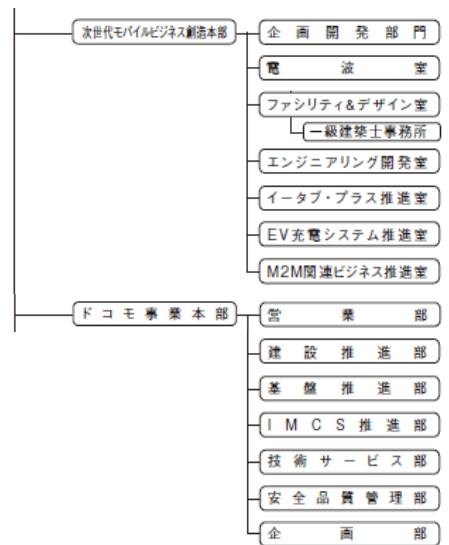 次世代モバイルビジネス創造本部
企画開発部門
電波室
ファシリティ&デザイン室
一級建築士事務所
エンジニアリング開発室
イータブ・プラス推進室
EV充電システム推進室
M2M関連ビジネス推進室
ドコモ事業本部
営業部
建設推進部
基盤推進部
IMCS推進部
技術サービス部
安全品質管理部
企画部